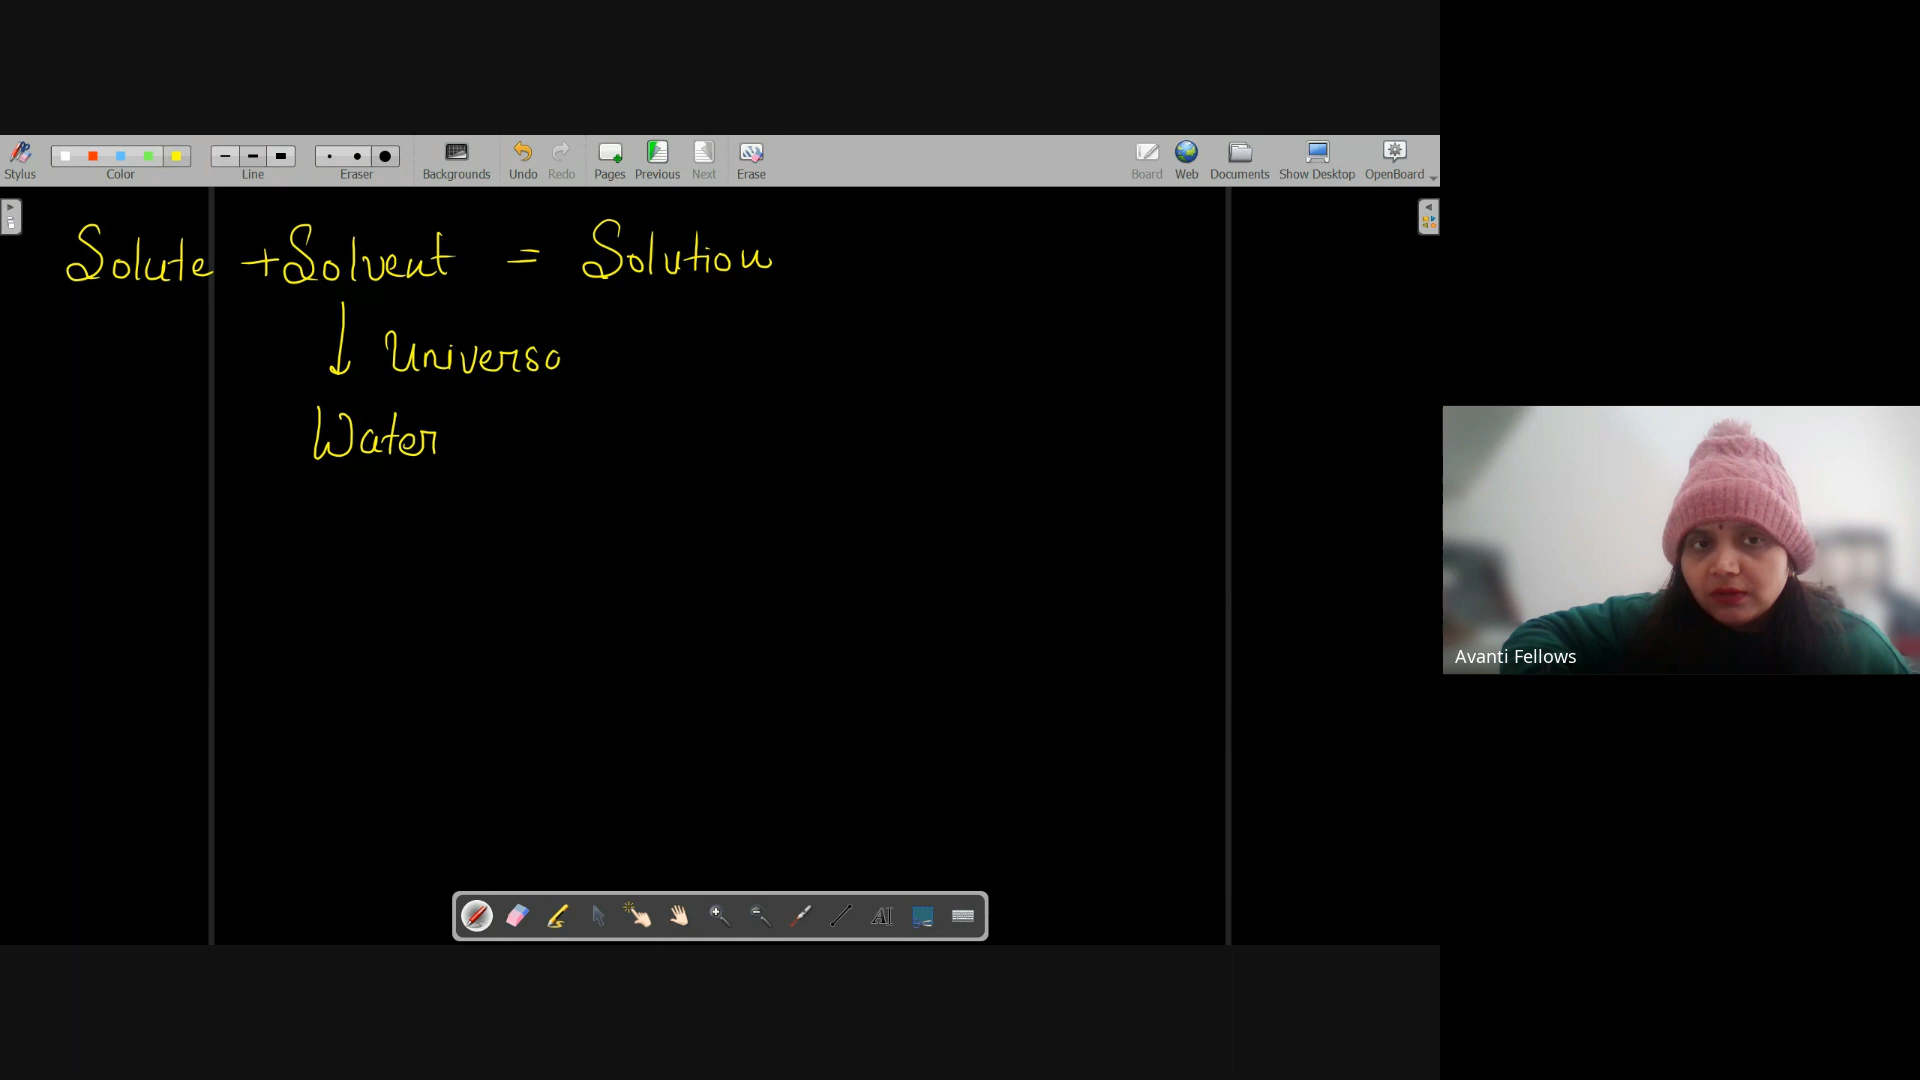 Stylus Color Line Eraser Backgrounds Undo Redo Pages Previous Next Erase Board Web Documents Show Desktop OpenBoard
Solute + Solvent = Solution
↓ Universa
Water
Avanti Fellows